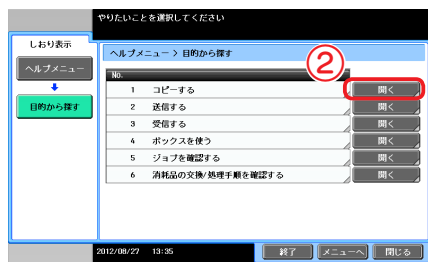 やりたいことを選択してください
しおり表示
ヘルプメニュー
目的から探す
ヘルプメニュー > 目的から探す
②
No.
1 コピーする 開く
2 送信する 開く
3 受信する 開く
4 ボックスを使う 開く
5 ジョブを確認する 開く
6 消耗品の交換/処理手順を確認する 開く
2012/08/27 13:35 終了 メニューへ 閉じる